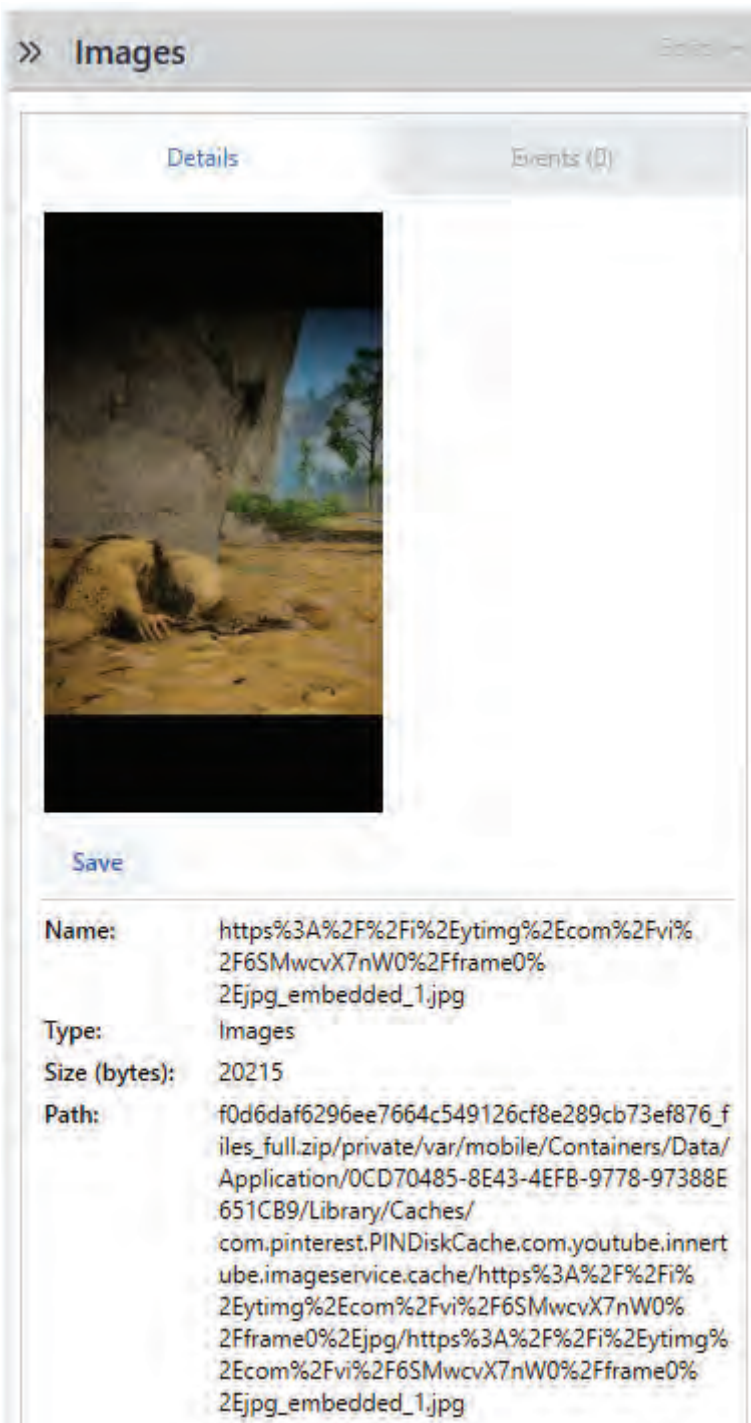 » Images
Details
Events (0)
Save
Name: https%3A%2F%2Fi%2Eytimg%2Ecom%2Fvi%
2F6SMwcvX7nW0%2Fframe0%
2Ejpg_embedded_1.jpg
Type: Images
Size (bytes): 20215
Path: f0d6daf6296ee7664c549126cf8e289cb73ef876_f
iles_full.zip/private/var/mobile/Containers/Data/
Application/0CD70485-8E43-4EFB-9778-97388E
651CB9/Library/Caches/
com.pinterest.PINDiskCache.com.youtube.innert
ube.imageservice.cache/https%3A%2F%2Fi%
2Eytimg%2Ecom%2Fvi%2F6SMwcvX7nW0%
2Fframe0%2Ejpg/https%3A%2F%2Fi%2Eytimg%
2Ecom%2Fvi%2F6SMwcvX7nW0%2Fframe0%
2Ejpg_embedded_1.jpg